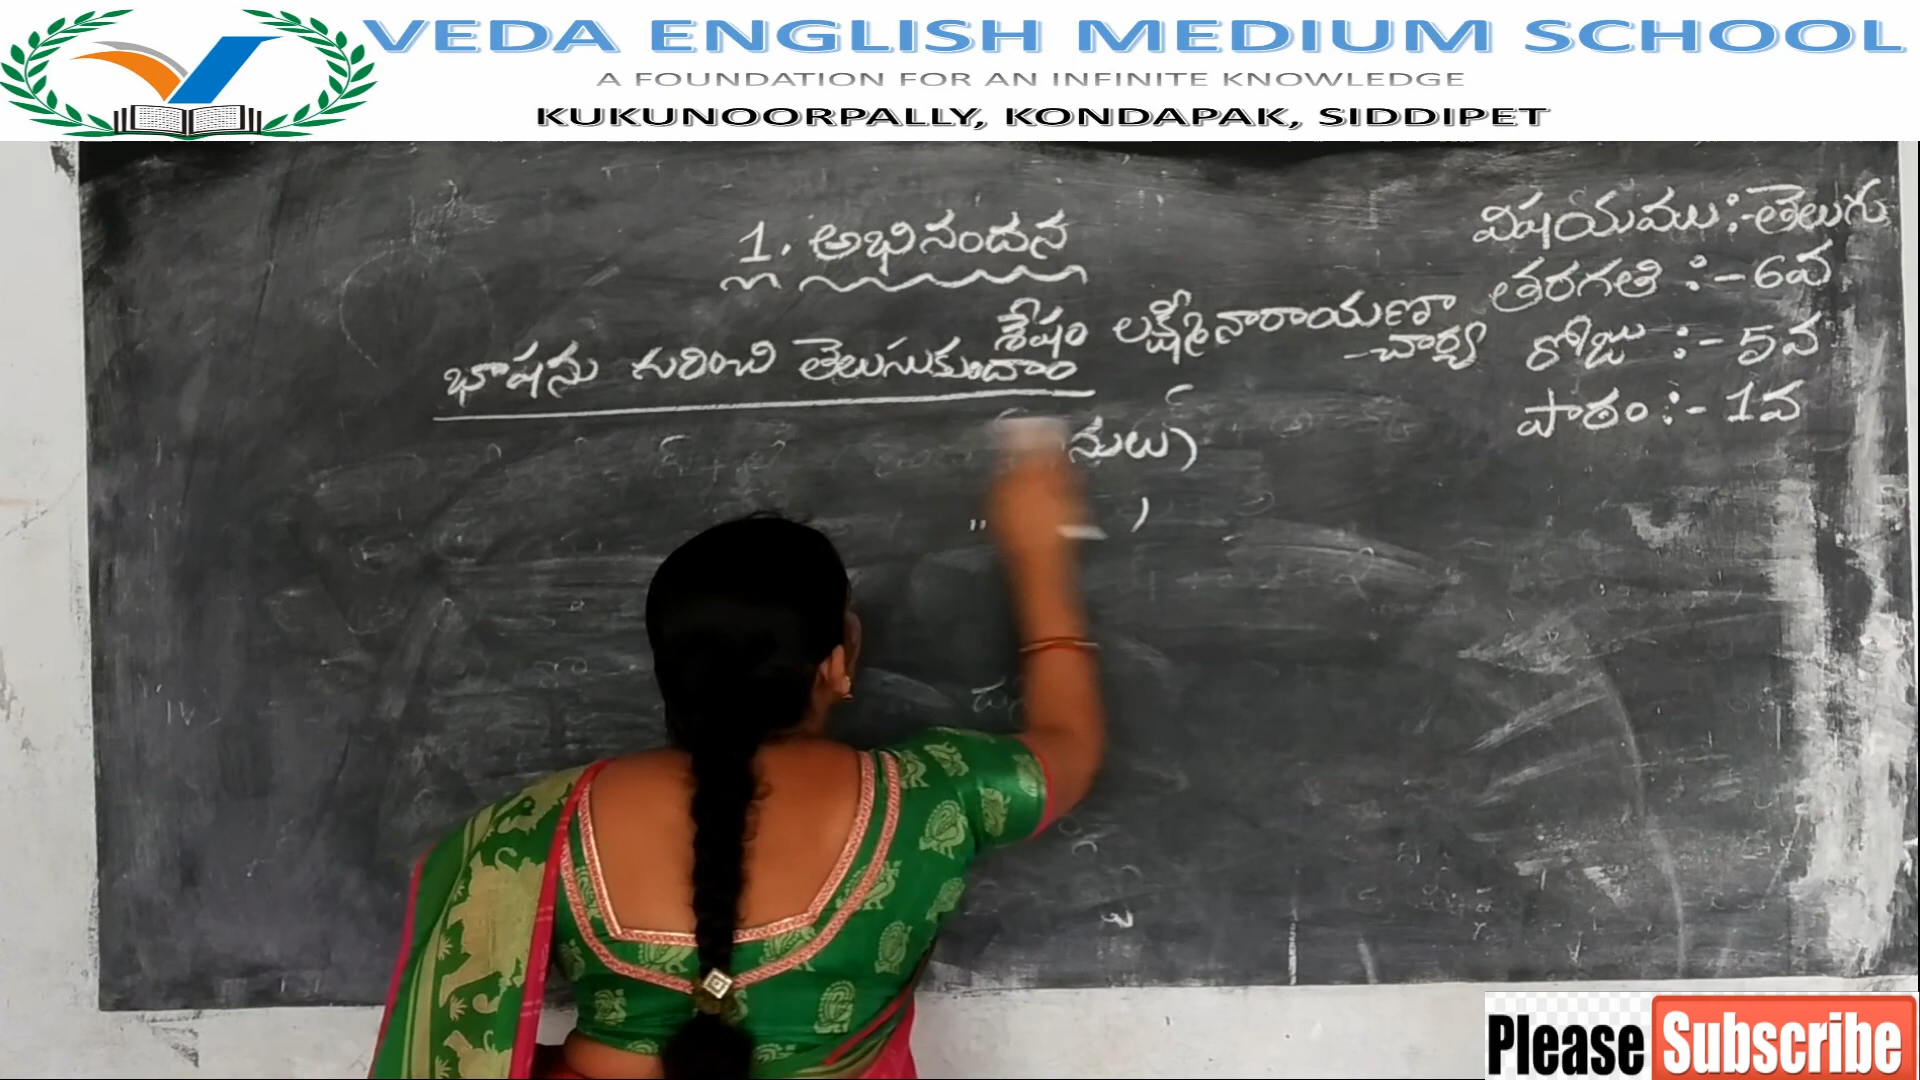 VEDA ENGLISH MEDIUM SCHOOL
A FOUNDATION FOR AN INFINITE KNOWLEDGE
KUKUNOORPALLY, KONDAPAK, SIDDIPET
విషయము:-తెలుగు
తరగతి :-6వ
రోజు :- 5వ
పాఠం :- 1వ
1. అభినందన
శేషం లక్ష్మీనారాయణా
-చార్య
భాషను గురించి తెలుసుకుందాం
Please Subscribe